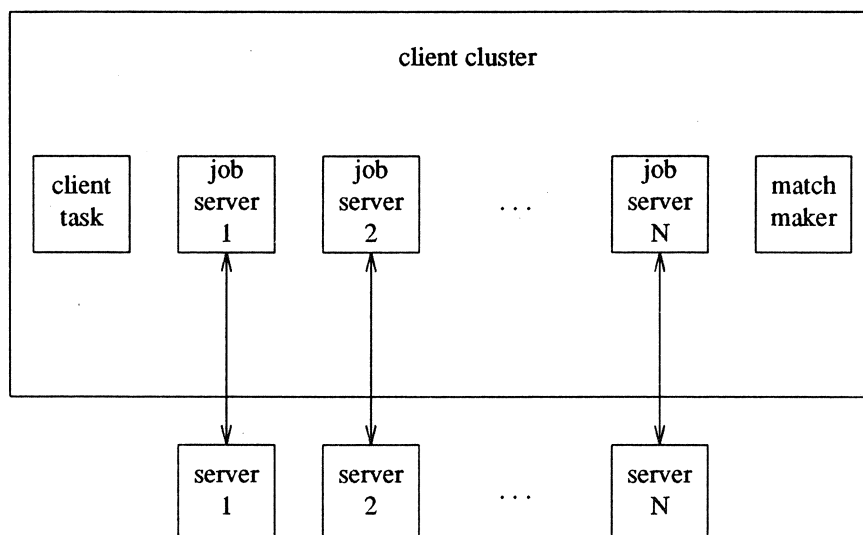 client cluster
client
task
job
server
1
job
server
2
. . .
job
server
N
match
maker
server
1
server
2
. . .
server
N